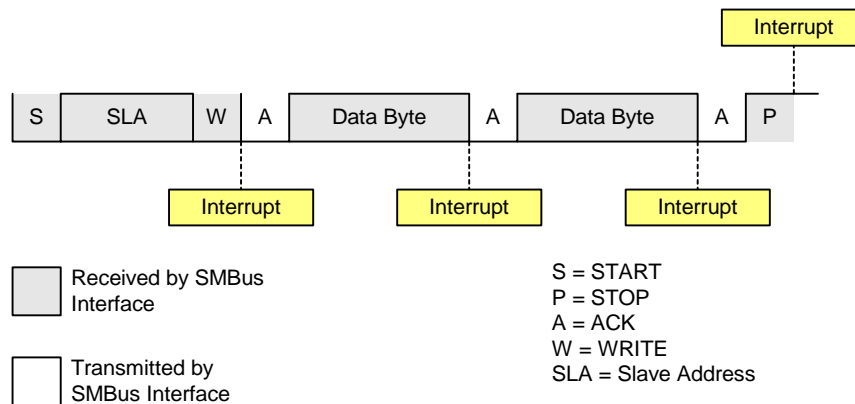 Interrupt
S SLA W A Data Byte A Data Byte A P
Interrupt Interrupt Interrupt
Received by SMBus
Interface
Transmitted by
SMBus Interface
S = START
P = STOP
A = ACK
W = WRITE
SLA = Slave Address